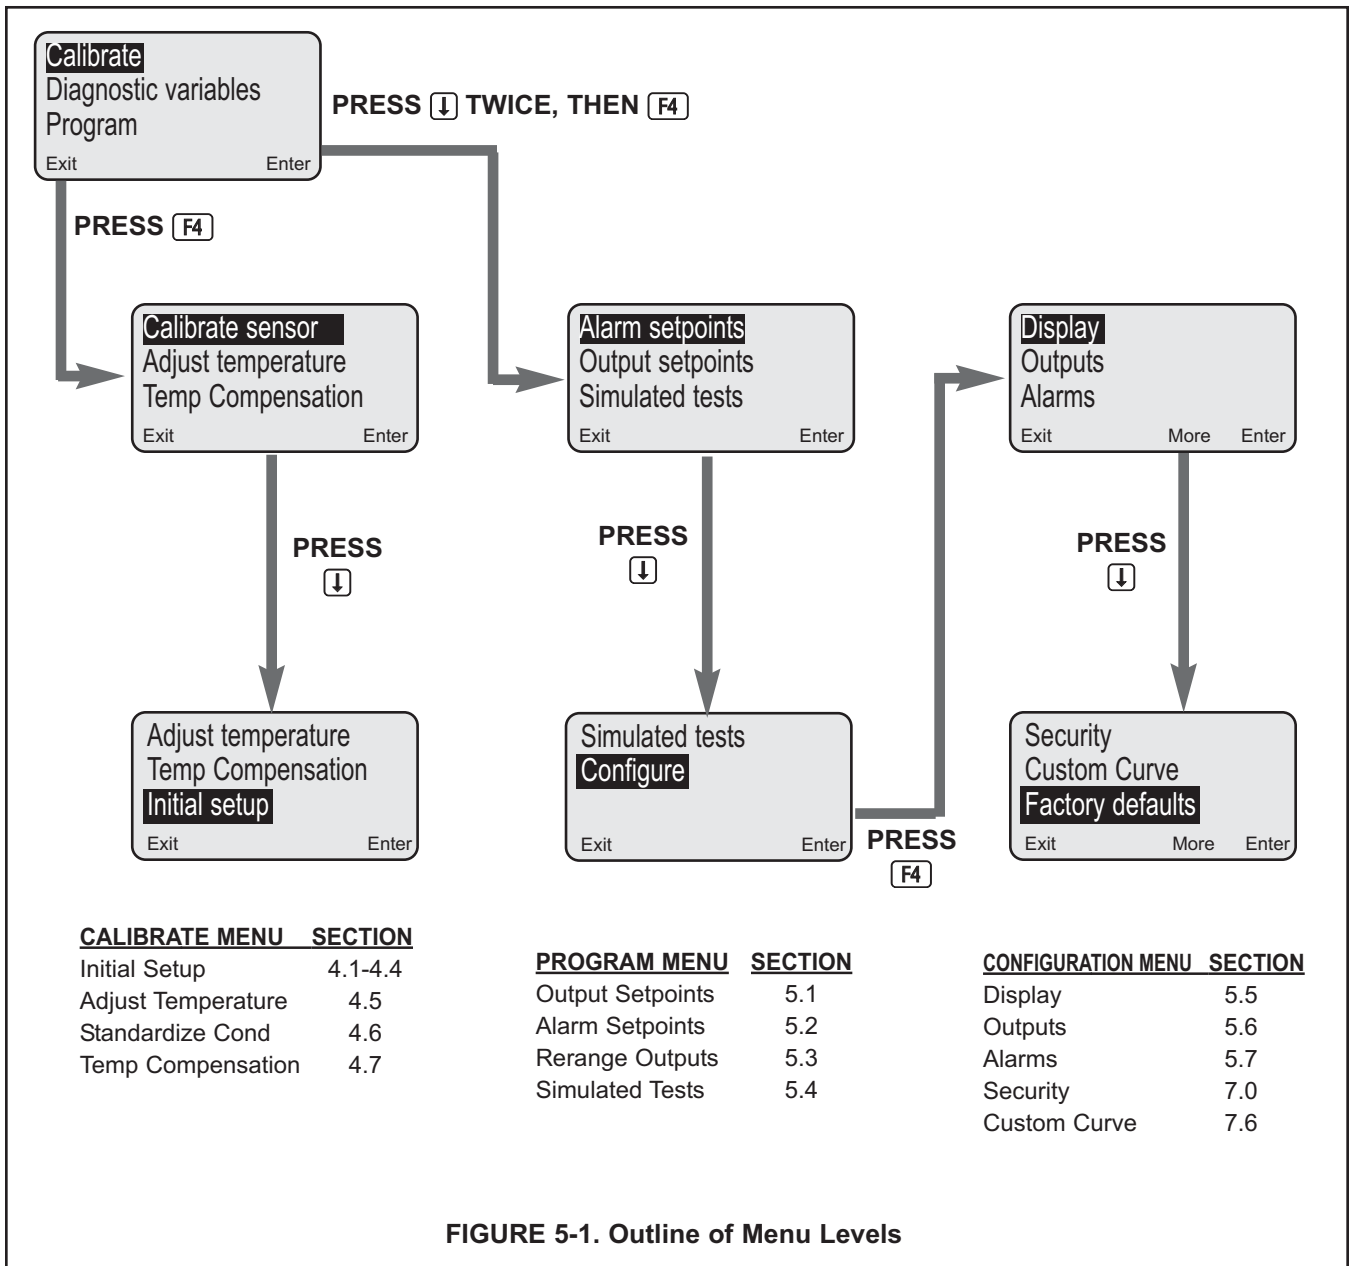 Calibrate
Diagnostic variables
Program
Exit Enter
PRESS ↓ TWICE, THEN F4
PRESS F4
Calibrate sensor
Adjust temperature
Temp Compensation
Exit Enter
Alarm setpoints
Output setpoints
Simulated tests
Exit Enter
Display
Outputs
Alarms
Exit More Enter
PRESS
↓
PRESS
↓
PRESS
↓
Adjust temperature
Temp Compensation
Initial setup
Exit Enter
Simulated tests
Configure
Exit Enter
PRESS
F4
Security
Custom Curve
Factory defaults
Exit More Enter
CALIBRATE MENU SECTION
Initial Setup 4.1-4.4
Adjust Temperature 4.5
Standardize Cond 4.6
Temp Compensation 4.7
PROGRAM MENU SECTION
Output Setpoints 5.1
Alarm Setpoints 5.2
Rerange Outputs 5.3
Simulated Tests 5.4
CONFIGURATION MENU SECTION
Display 5.5
Outputs 5.6
Alarms 5.7
Security 7.0
Custom Curve 7.6
FIGURE 5-1. Outline of Menu Levels